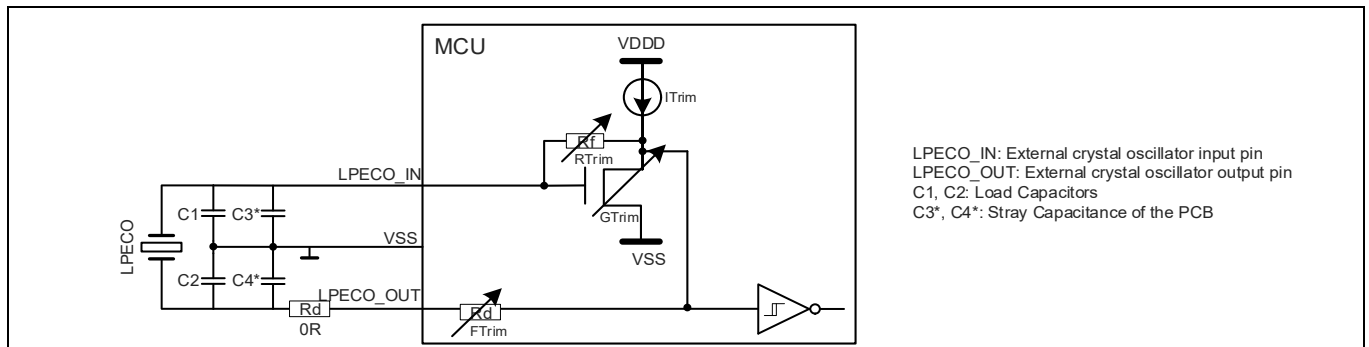 MCU
VDDD
ITrim
Rf
RTrim
LPECO_IN
GTrim
C1
C3*
LPECO
VSS
VSS
C2
C4*
LPECO_OUT
Rd
0R
Rd
FTrim
LPECO_IN: External crystal oscillator input pin
LPECO_OUT: External crystal oscillator output pin
C1, C2: Load Capacitors
C3*, C4*: Stray Capacitance of the PCB